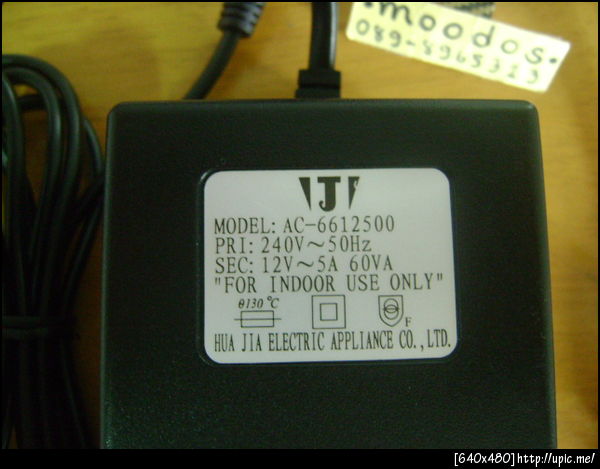 .moodos.
089-8965313
J
MODEL: AC-6612500
PRI: 240V～50Hz
SEC: 12V～5A 60VA
"FOR INDOOR USE ONLY"
θ130℃
F
HUA JIA ELECTRIC APPLIANCE CO.,LTD.
[640x480]http://upic.me/